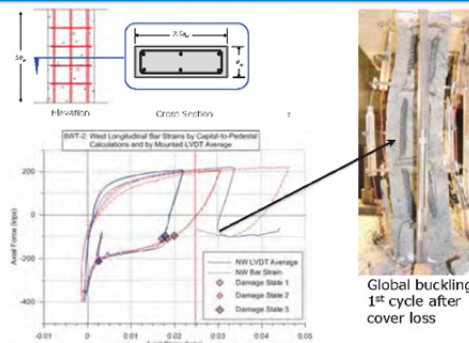 Elevation
Cross Section
BWT-2: West Longitudinal Bar Strains by Capital-to-Pedestal
Calculations and by Mounted LVDT Average
Axial Force (kips)
200
0
-200
-400
NW LVDT Average
NW Bar Strain
Damage State 1
Damage State 2
Damage State 3
-0.01
0
0.01
0.02
0.03
0.04
0.05
Global buckling
1st cycle after
cover loss